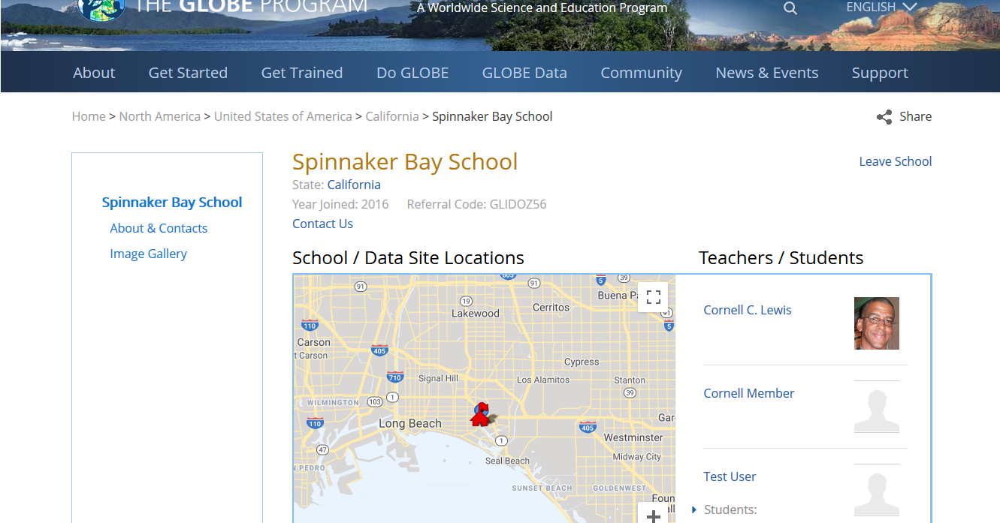 THE GLOBE PROGRAM
A Worldwide Science and Education Program
ENGLISH
About Get Started Get Trained Do GLOBE GLOBE Data Community News & Events Support
Home > North America > United States of America > California > Spinnaker Bay School
Share
Spinnaker Bay School
About & Contacts
Image Gallery
Spinnaker Bay School
Leave School
State: California
Year Joined: 2016 Referral Code: GLIDOZ56
Contact Us
School / Data Site Locations
605
91
91
5
39
Buena P
19
Lakewood
Cerritos
91
5
110
Carson
t Carson
405
Cypress
710
Signal Hill
Los Alamitos
Stanton
39
1
WILMINGTON
103
110
Long Beach
Gar
405
Westminster
1
47
Seal Beach
Midway City
N PEDRO
SUNSET BEACH
GOLDENWEST
Foun
Teachers / Students
Cornell C. Lewis
Cornell Member
Test User
Students: